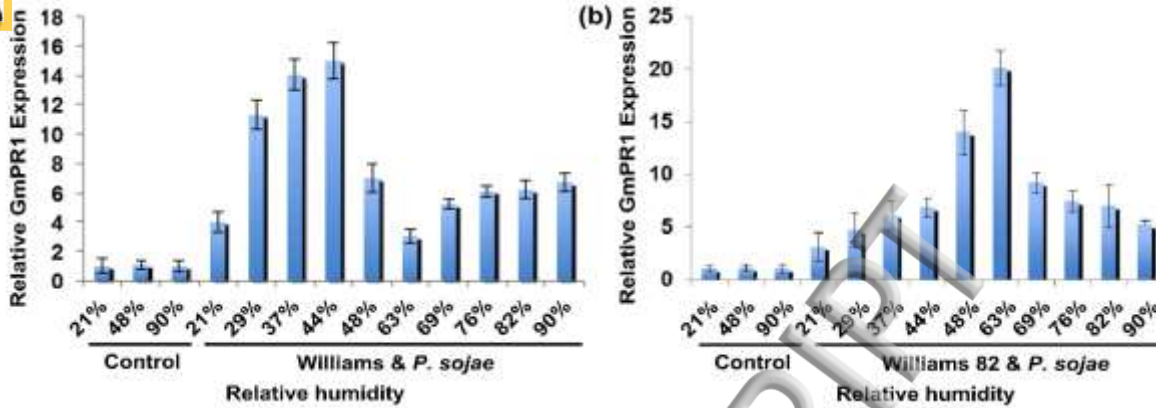 Relative GmPR1 Expression
18
16
14
12
10
8
6
4
2
0
21% 48% 90% 21% 29% 37% 44% 48% 63% 69% 76% 82% 90%
Control Williams & P. sojae
Relative humidity
(b)
Relative GmPR1 Expression
25
20
15
10
5
0
21% 48% 90% 21% 29% 37% 44% 48% 63% 69% 76% 82% 90%
Control Williams 82 & P. sojae
Relative humidity